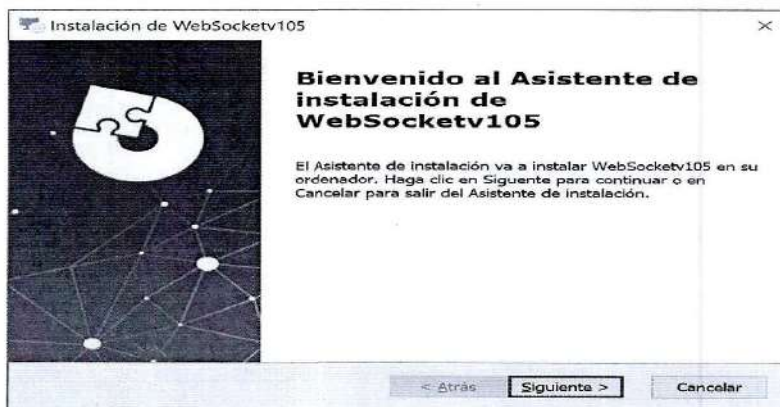 Instalación de WebSocketv105
Bienvenido al Asistente de
instalación de
WebSocketv105
El Asistente de instalación va a instalar WebSocketv105 en su
ordenador. Haga clic en Siguente para continuar o en
Cancelar para salir del Asistente de instalación.
< Atrás Siguiente > Cancelar